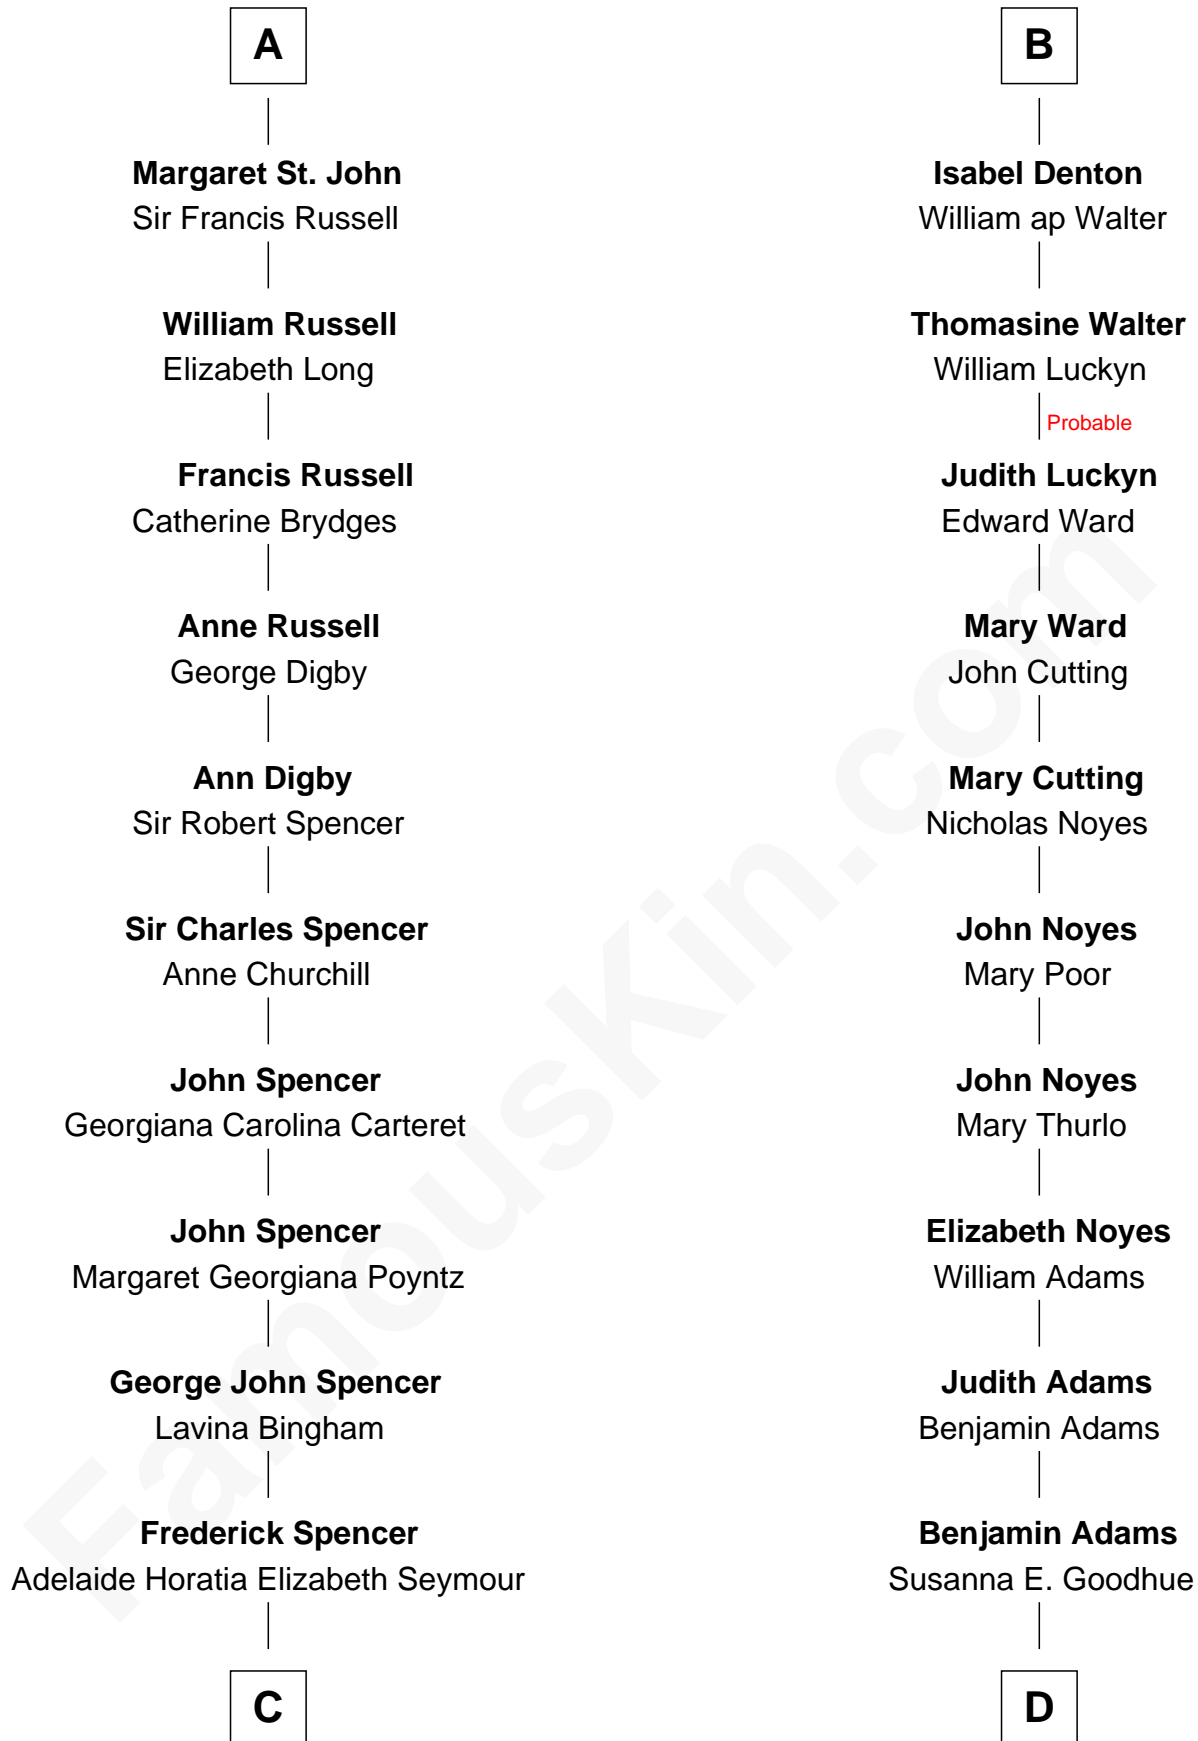 A
Margaret St. John
Sir Francis Russell
William Russell
Elizabeth Long
Francis Russell
Catherine Brydges
Anne Russell
George Digby
Ann Digby
Sir Robert Spencer
Sir Charles Spencer
Anne Churchill
John Spencer
Georgiana Carolina Carteret
John Spencer
Margaret Georgiana Poyntz
George John Spencer
Lavina Bingham
Frederick Spencer
Adelaide Horatia Elizabeth Seymour
C
B
Isabel Denton
William ap Walter
Thomasine Walter
William Luckyn
Probable
Judith Luckyn
Edward Ward
Mary Ward
John Cutting
Mary Cutting
Nicholas Noyes
John Noyes
Mary Poor
John Noyes
Mary Thurlo
Elizabeth Noyes
William Adams
Judith Adams
Benjamin Adams
Benjamin Adams
Susanna E. Goodhue
D
FamousKin.com